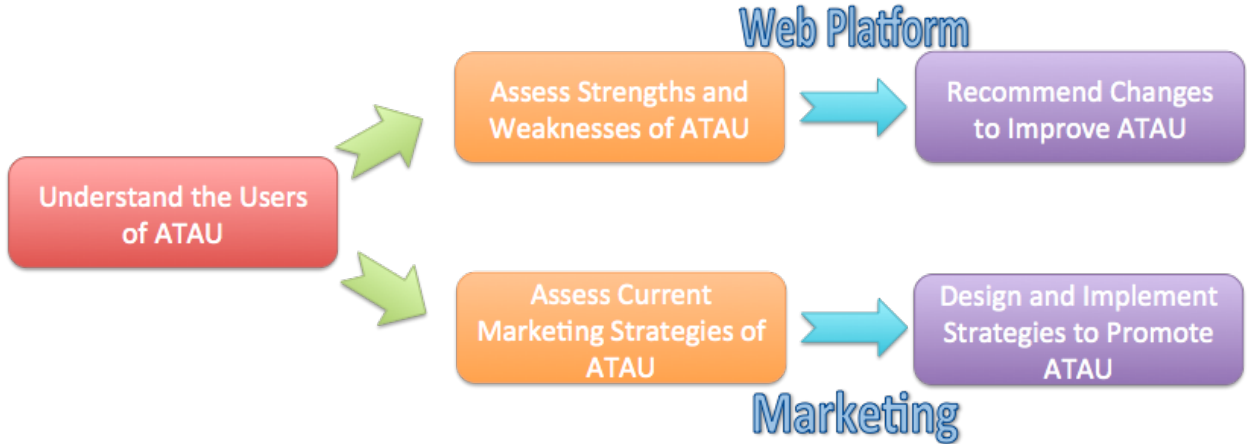 Web Platform
Assess Strengths and
Weaknesses of ATAU
Recommend Changes
to Improve ATAU
Understand the Users
of ATAU
Assess Current
Marketing Strategies of
ATAU
Design and Implement
Strategies to Promote
ATAU
Marketing